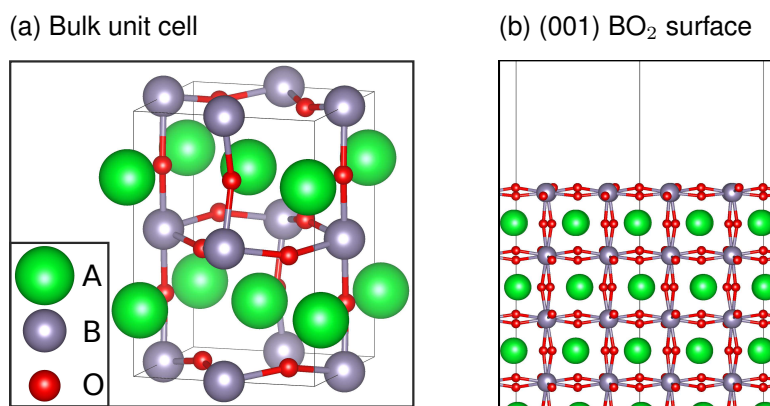 (a) Bulk unit cell
(b) (001) BO₂ surface
A
B
O